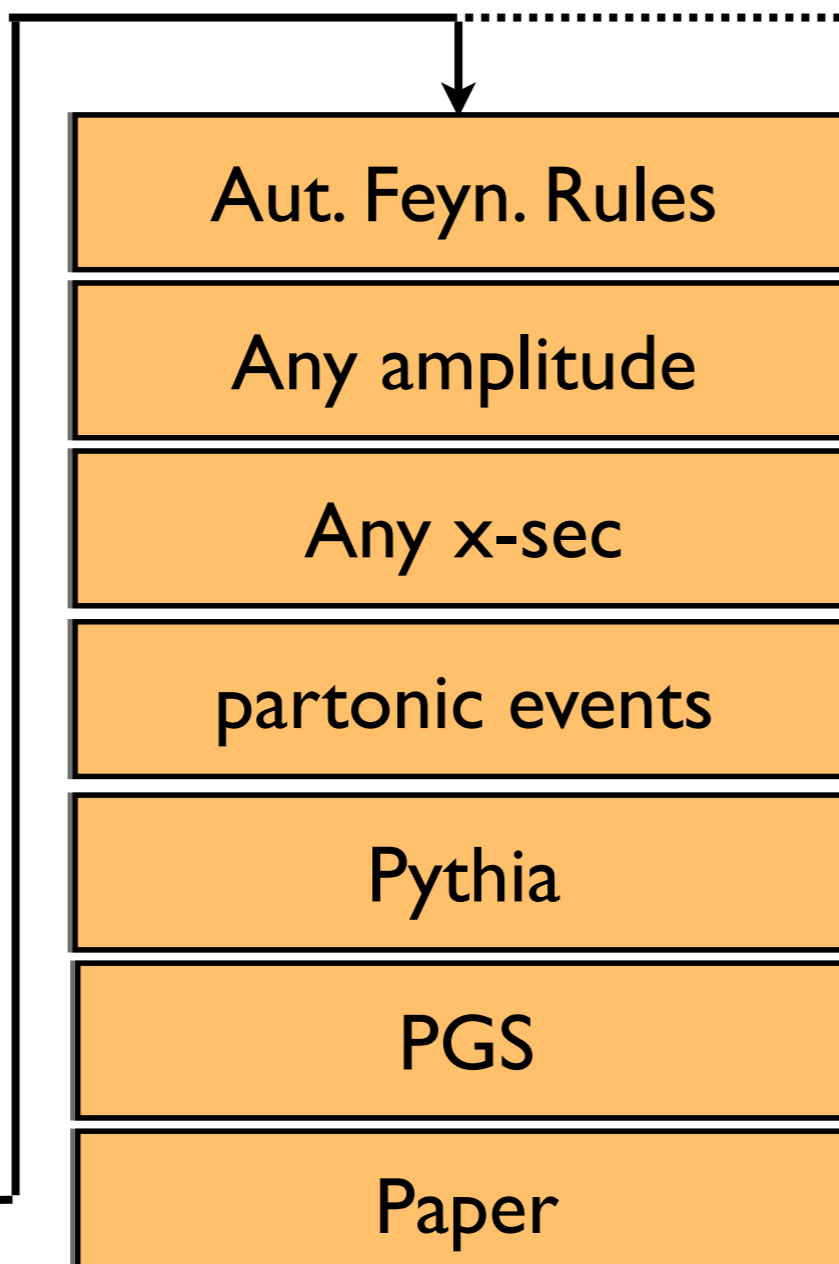 Aut. Feyn. Rules
Any amplitude
Any x-sec
partonic events
Pythia
PGS
Paper